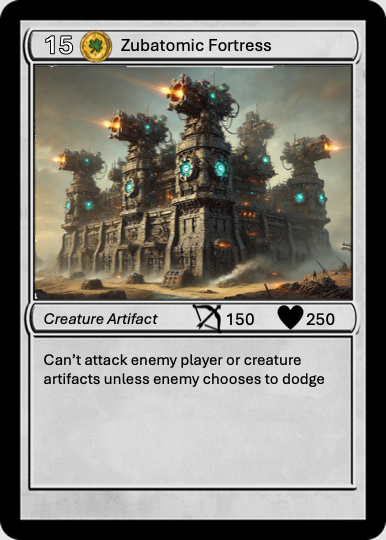 15 Zubatomic Fortress
Creature Artifact 150 250
Can’t attack enemy player or creature
artifacts unless enemy chooses to dodge